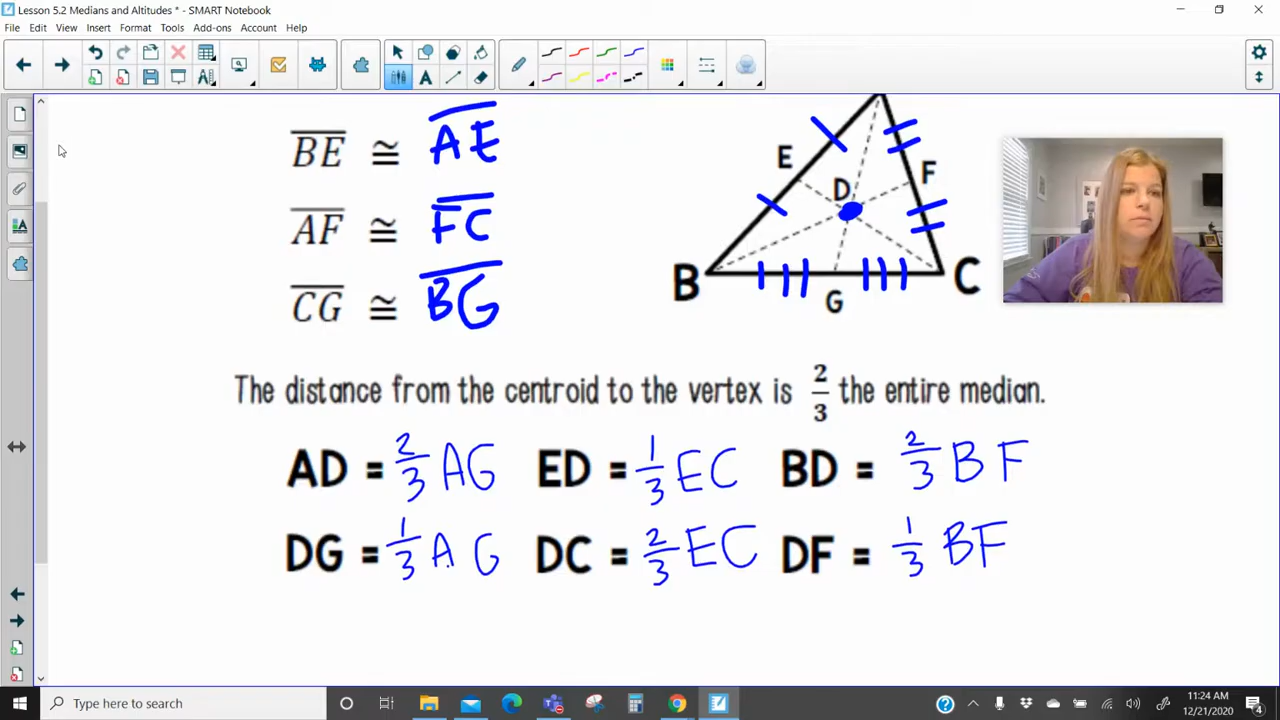 Lesson 5.2 Medians and Altitudes * - SMART Notebook
File Edit View Insert Format Tools Add-ons Account Help
BE ≅ AE
AF ≅ FC
CG ≅ BG
E
D
F
B
G
C
The distance from the centroid to the vertex is 2/3 the entire median.
AD = 2/3 AG ED = 1/3 EC BD = 2/3 BF
DG = 1/3 AG DC = 2/3 EC DF = 1/3 BF
Type here to search
11:24 AM
12/21/2020
4